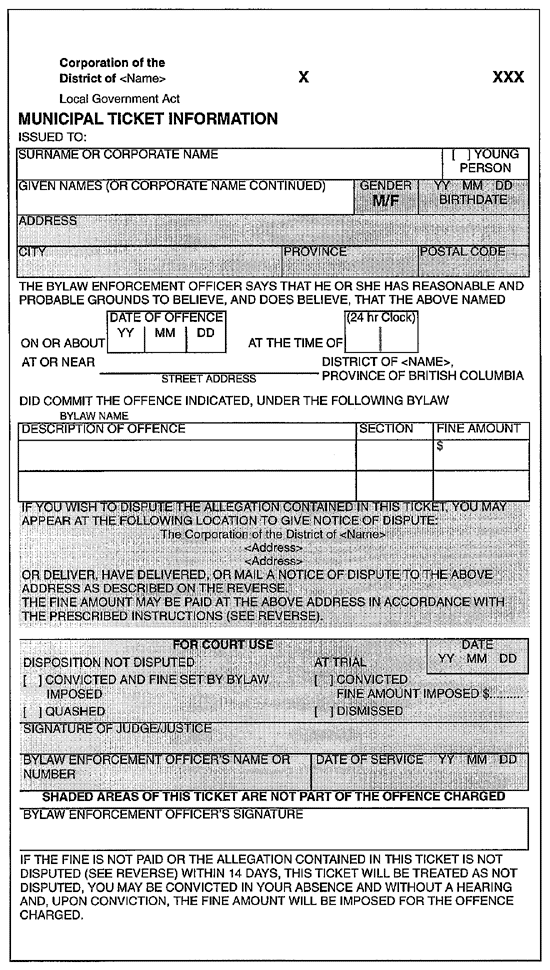 Corporation of the
District of <Name> X XXX
Local Government Act
MUNICIPAL TICKET INFORMATION
ISSUED TO:
SURNAME OR CORPORATE NAME [ ] YOUNG PERSON
GIVEN NAMES (OR CORPORATE NAME CONTINUED) GENDER M/F YY MM DD BIRTHDATE
ADDRESS
CITY PROVINCE POSTAL CODE
THE BYLAW ENFORCEMENT OFFICER SAYS THAT HE OR SHE HAS REASONABLE AND
PROBABLE GROUNDS TO BELIEVE, AND DOES BELIEVE, THAT THE ABOVE NAMED
DATE OF OFFENCE (24 hr Clock)
YY MM DD
ON OR ABOUT AT THE TIME OF
AT OR NEAR DISTRICT OF <NAME>,
STREET ADDRESS PROVINCE OF BRITISH COLUMBIA
DID COMMIT THE OFFENCE INDICATED, UNDER THE FOLLOWING BYLAW
BYLAW NAME
DESCRIPTION OF OFFENCE SECTION FINE AMOUNT
$
IF YOU WISH TO DISPUTE THE ALLEGATION CONTAINED IN THIS TICKET, YOU MAY
APPEAR AT THE FOLLOWING LOCATION TO GIVE NOTICE OF DISPUTE:
The Corporation of the District of <Name>
<Address>
<Address>
OR DELIVER, HAVE DELIVERED, OR MAIL A NOTICE OF DISPUTE TO THE ABOVE
ADDRESS AS DESCRIBED ON THE REVERSE.
THE FINE AMOUNT MAY BE PAID AT THE ABOVE ADDRESS IN ACCORDANCE WITH
THE PRESCRIBED INSTRUCTIONS (SEE REVERSE).
FOR COURT USE DATE
DISPOSITION NOT DISPUTED AT TRIAL YY MM DD
[ ] CONVICTED AND FINE SET BY BYLAW [ ] CONVICTED
IMPOSED FINE AMOUNT IMPOSED $.........
[ ] QUASHED [ ] DISMISSED
SIGNATURE OF JUDGE/JUSTICE
BYLAW ENFORCEMENT OFFICER'S NAME OR DATE OF SERVICE YY MM DD
NUMBER
SHADED AREAS OF THIS TICKET ARE NOT PART OF THE OFFENCE CHARGED
BYLAW ENFORCEMENT OFFICER'S SIGNATURE
IF THE FINE IS NOT PAID OR THE ALLEGATION CONTAINED IN THIS TICKET IS NOT
DISPUTED (SEE REVERSE) WITHIN 14 DAYS, THIS TICKET WILL BE TREATED AS NOT
DISPUTED, YOU MAY BE CONVICTED IN YOUR ABSENCE AND WITHOUT A HEARING
AND, UPON CONVICTION, THE FINE AMOUNT WILL BE IMPOSED FOR THE OFFENCE
CHARGED.